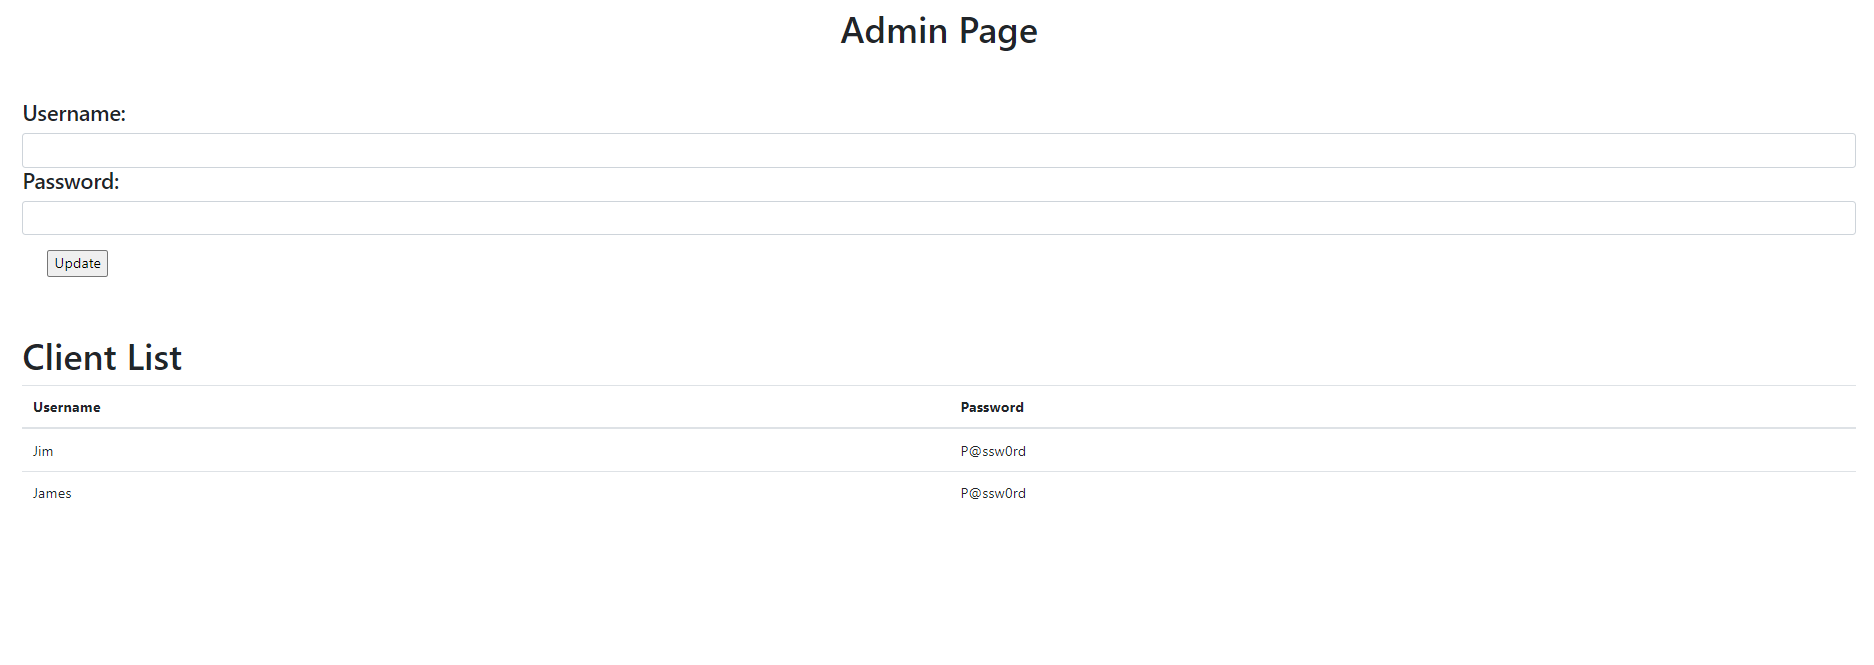 Admin Page
Username:
Password:
Update
Client List
Username Password
Jim P@ssw0rd
James P@ssw0rd